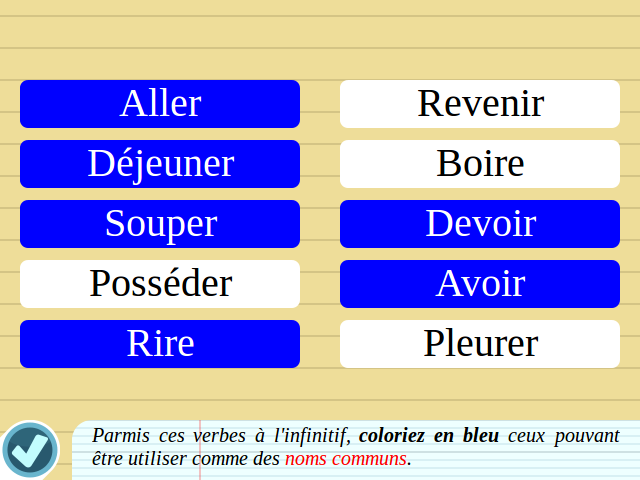 Aller
Revenir
Déjeuner
Boire
Souper
Devoir
Posséder
Avoir
Rire
Pleurer
Parmis ces verbes à l'infinitif, coloriez en bleu ceux pouvant
être utiliser comme des noms communs.